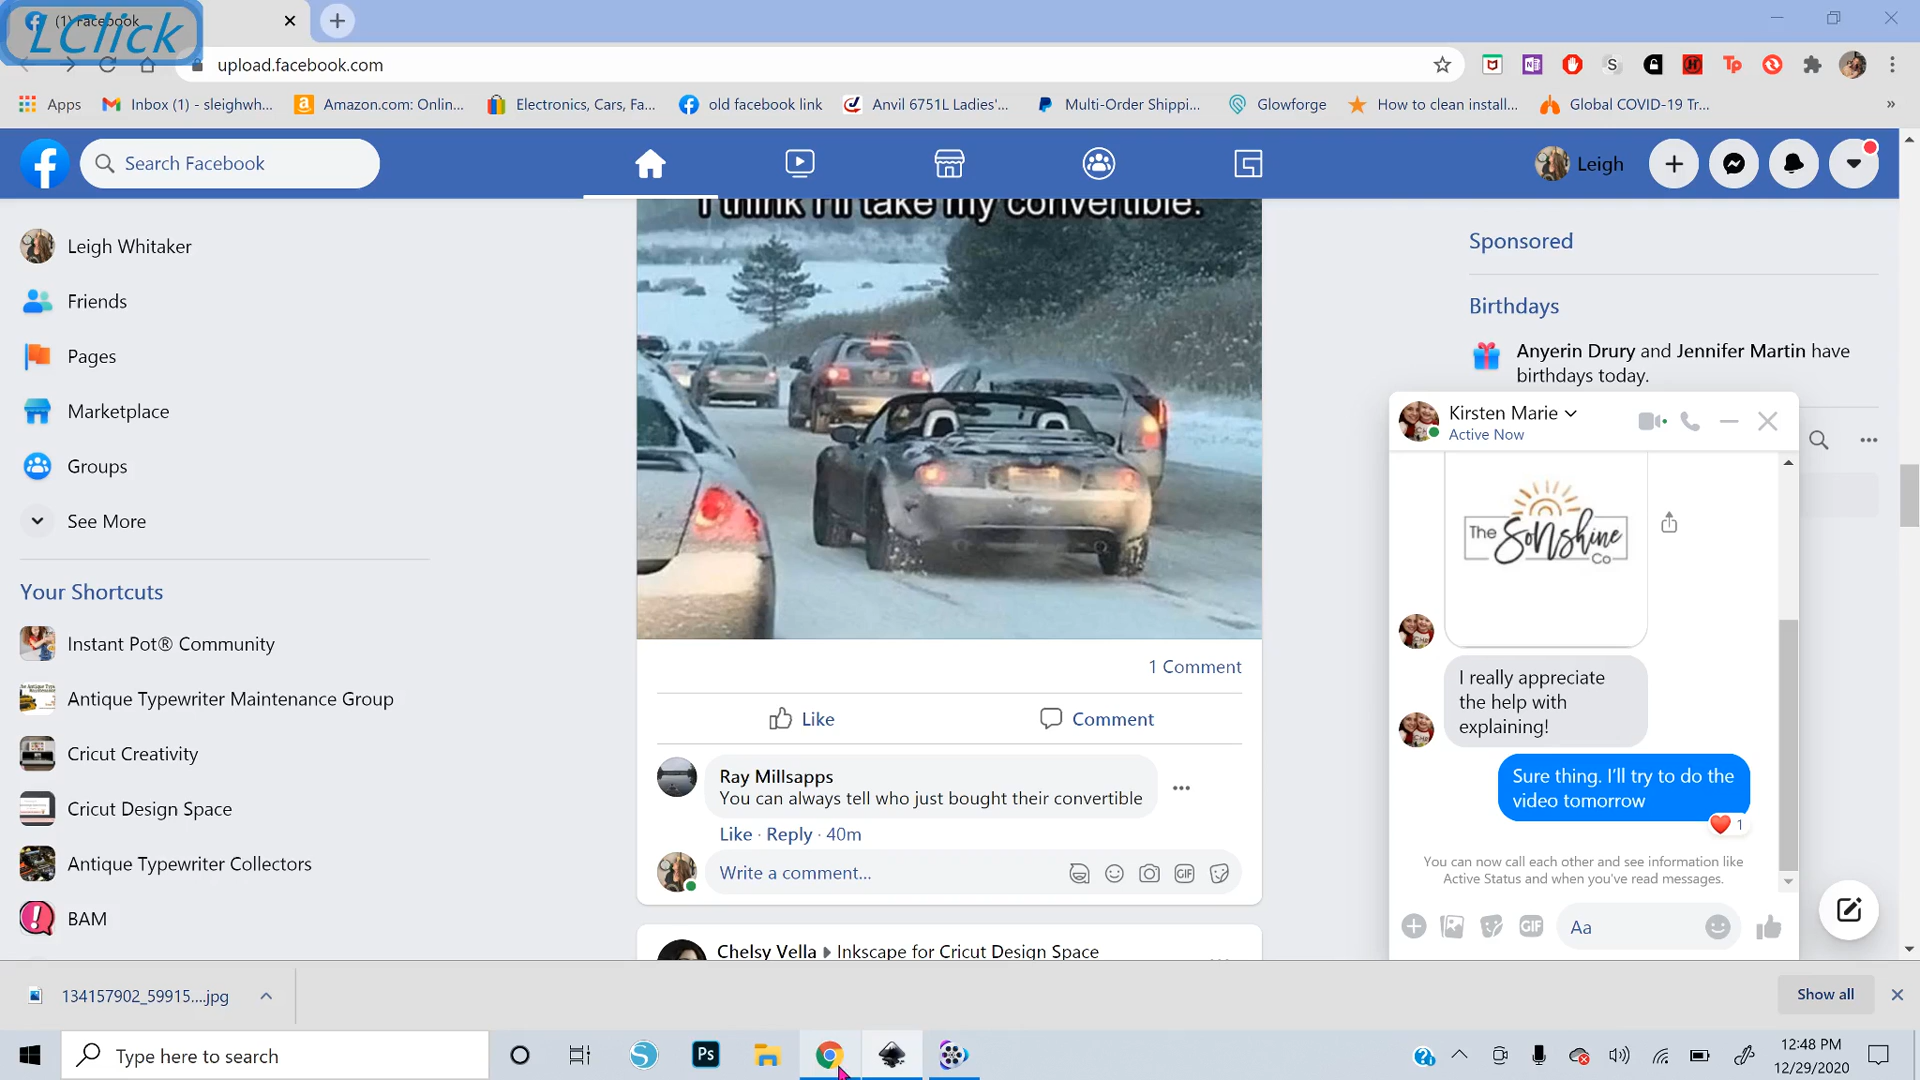 LClick
(1) Facebook
upload.facebook.com
Apps
Inbox (1) - sleighwh...
Amazon.com: Onlin...
Electronics, Cars, Fa...
old facebook link
Anvil 6751L Ladies'...
Multi-Order Shippi...
Glowforge
How to clean install...
Global COVID-19 Tr...
»
Search Facebook
Leigh
Leigh Whitaker
Friends
Pages
Marketplace
Groups
See More
Your Shortcuts
Instant Pot® Community
Antique Typewriter Maintenance Group
Cricut Creativity
Cricut Design Space
Antique Typewriter Collectors
BAM
I think I'll take my convertible.
1 Comment
Like
Comment
Ray Millsapps
You can always tell who just bought their convertible
Like · Reply · 40m
Write a comment...
GIF
Chelsy Vella
Inkscape for Cricut Design Space
Sponsored
Birthdays
Anyerin Drury and Jennifer Martin have
birthdays today.
Kirsten Marie
Active Now
The
SoNshine
Co
I really appreciate
the help with
explaining!
Sure thing. I'll try to do the
video tomorrow
1
You can now call each other and see information like
Active Status and when you've read messages.
GIF
Aa
134157902_59915....jpg
Show all
Type here to search
Ps
12:48 PM
12/29/2020